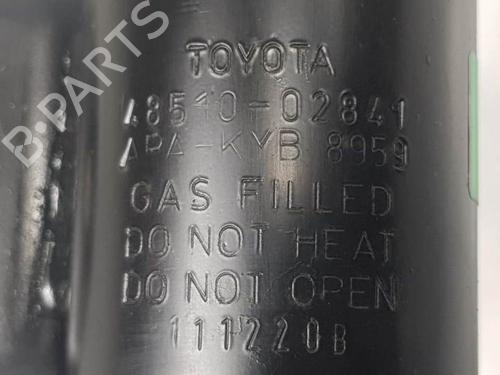 B-PARTS
TOYOTA
48510-02841
APA-KYB 8959
GAS FILLED
DO NOT HEAT
DO NOT OPEN
111220B